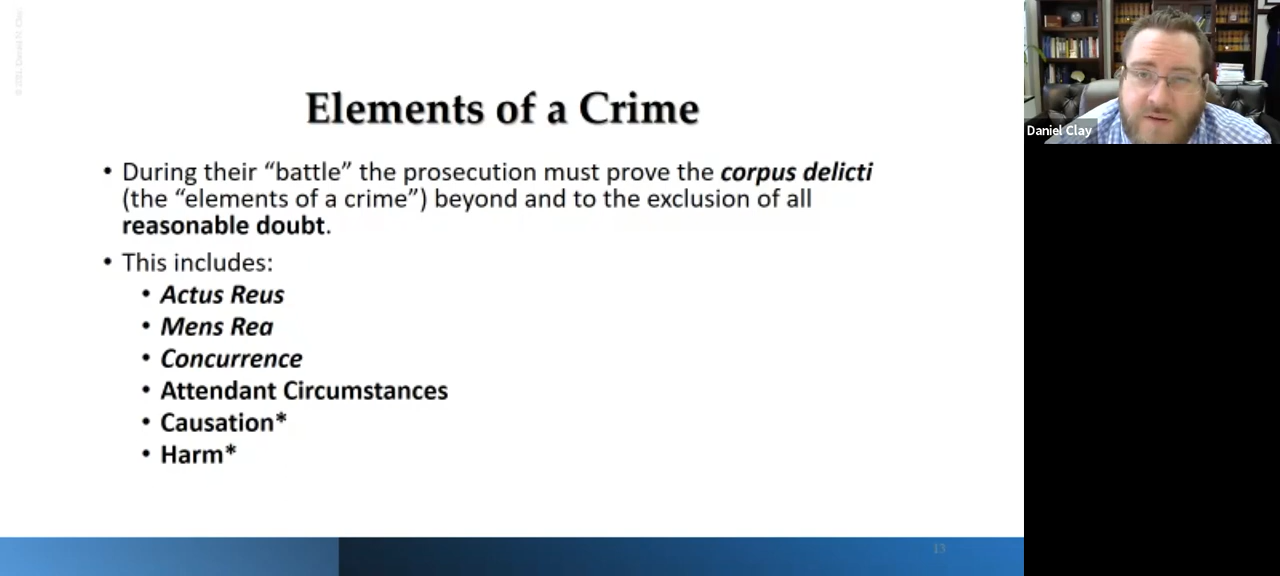 Elements of a Crime
• During their “battle” the prosecution must prove the corpus delicti
(the “elements of a crime”) beyond and to the exclusion of all
reasonable doubt.
• This includes:
• Actus Reus
• Mens Rea
• Concurrence
• Attendant Circumstances
• Causation*
• Harm*
13
Daniel Clay